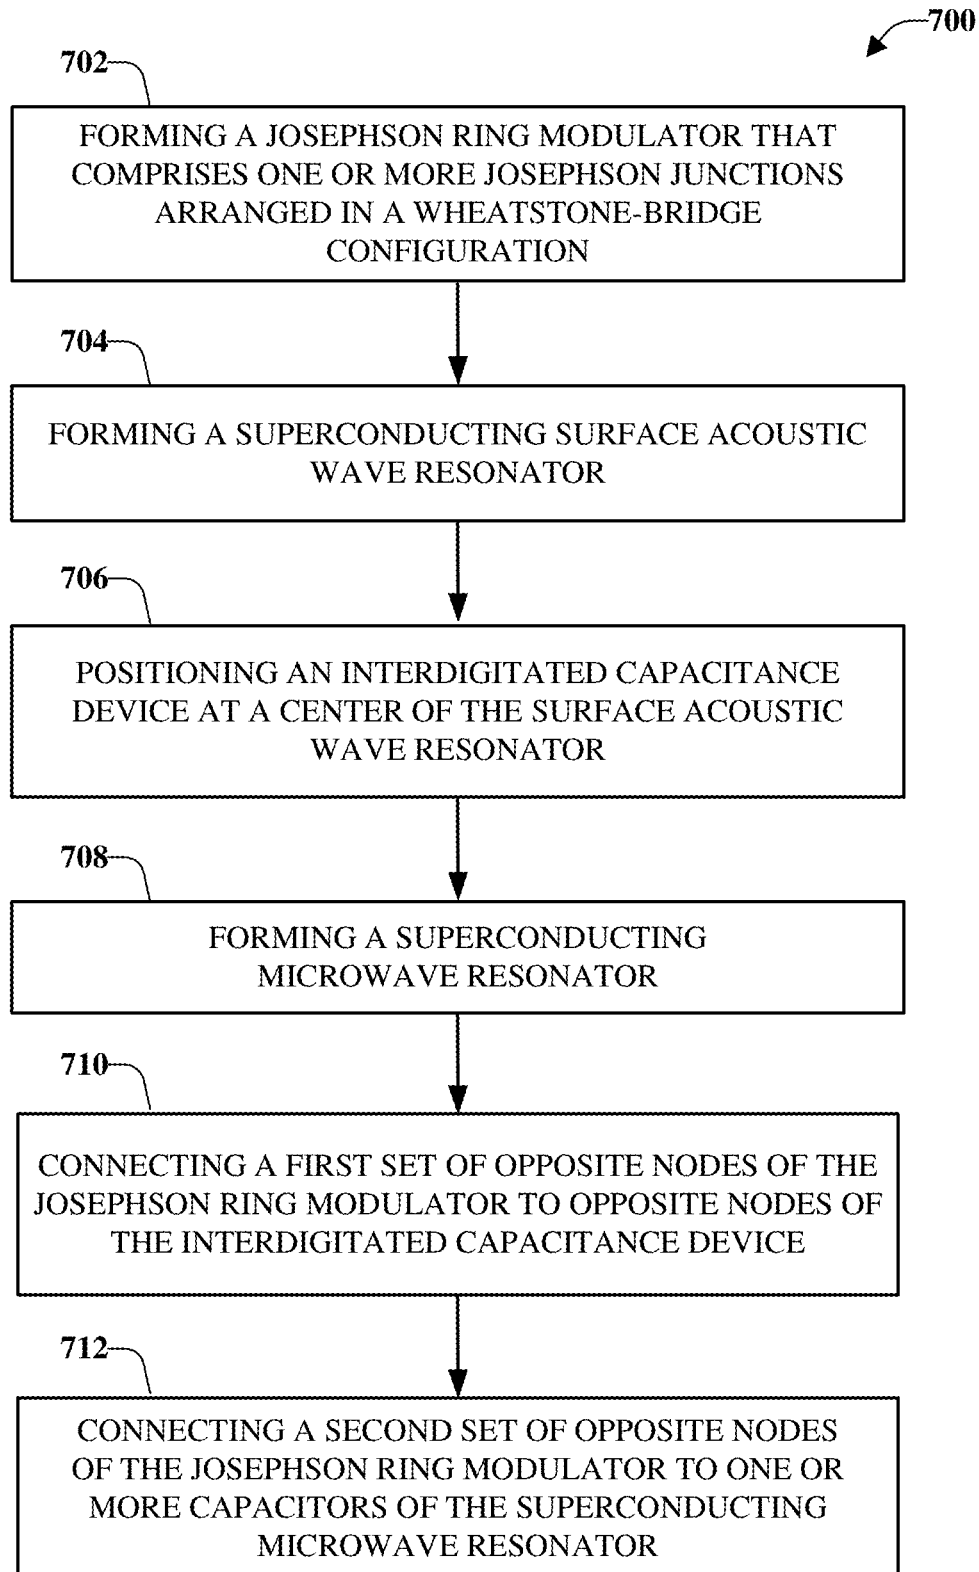 700
702
FORMING A JOSEPHSON RING MODULATOR THAT
COMPRISES ONE OR MORE JOSEPHSON JUNCTIONS
ARRANGED IN A WHEATSTONE-BRIDGE
CONFIGURATION
704
FORMING A SUPERCONDUCTING SURFACE ACOUSTIC
WAVE RESONATOR
706
POSITIONING AN INTERDIGITATED CAPACITANCE
DEVICE AT A CENTER OF THE SURFACE ACOUSTIC
WAVE RESONATOR
708
FORMING A SUPERCONDUCTING
MICROWAVE RESONATOR
710
CONNECTING A FIRST SET OF OPPOSITE NODES OF THE
JOSEPHSON RING MODULATOR TO OPPOSITE NODES OF
THE INTERDIGITATED CAPACITANCE DEVICE
712
CONNECTING A SECOND SET OF OPPOSITE NODES
OF THE JOSEPHSON RING MODULATOR TO ONE OR
MORE CAPACITORS OF THE SUPERCONDUCTING
MICROWAVE RESONATOR